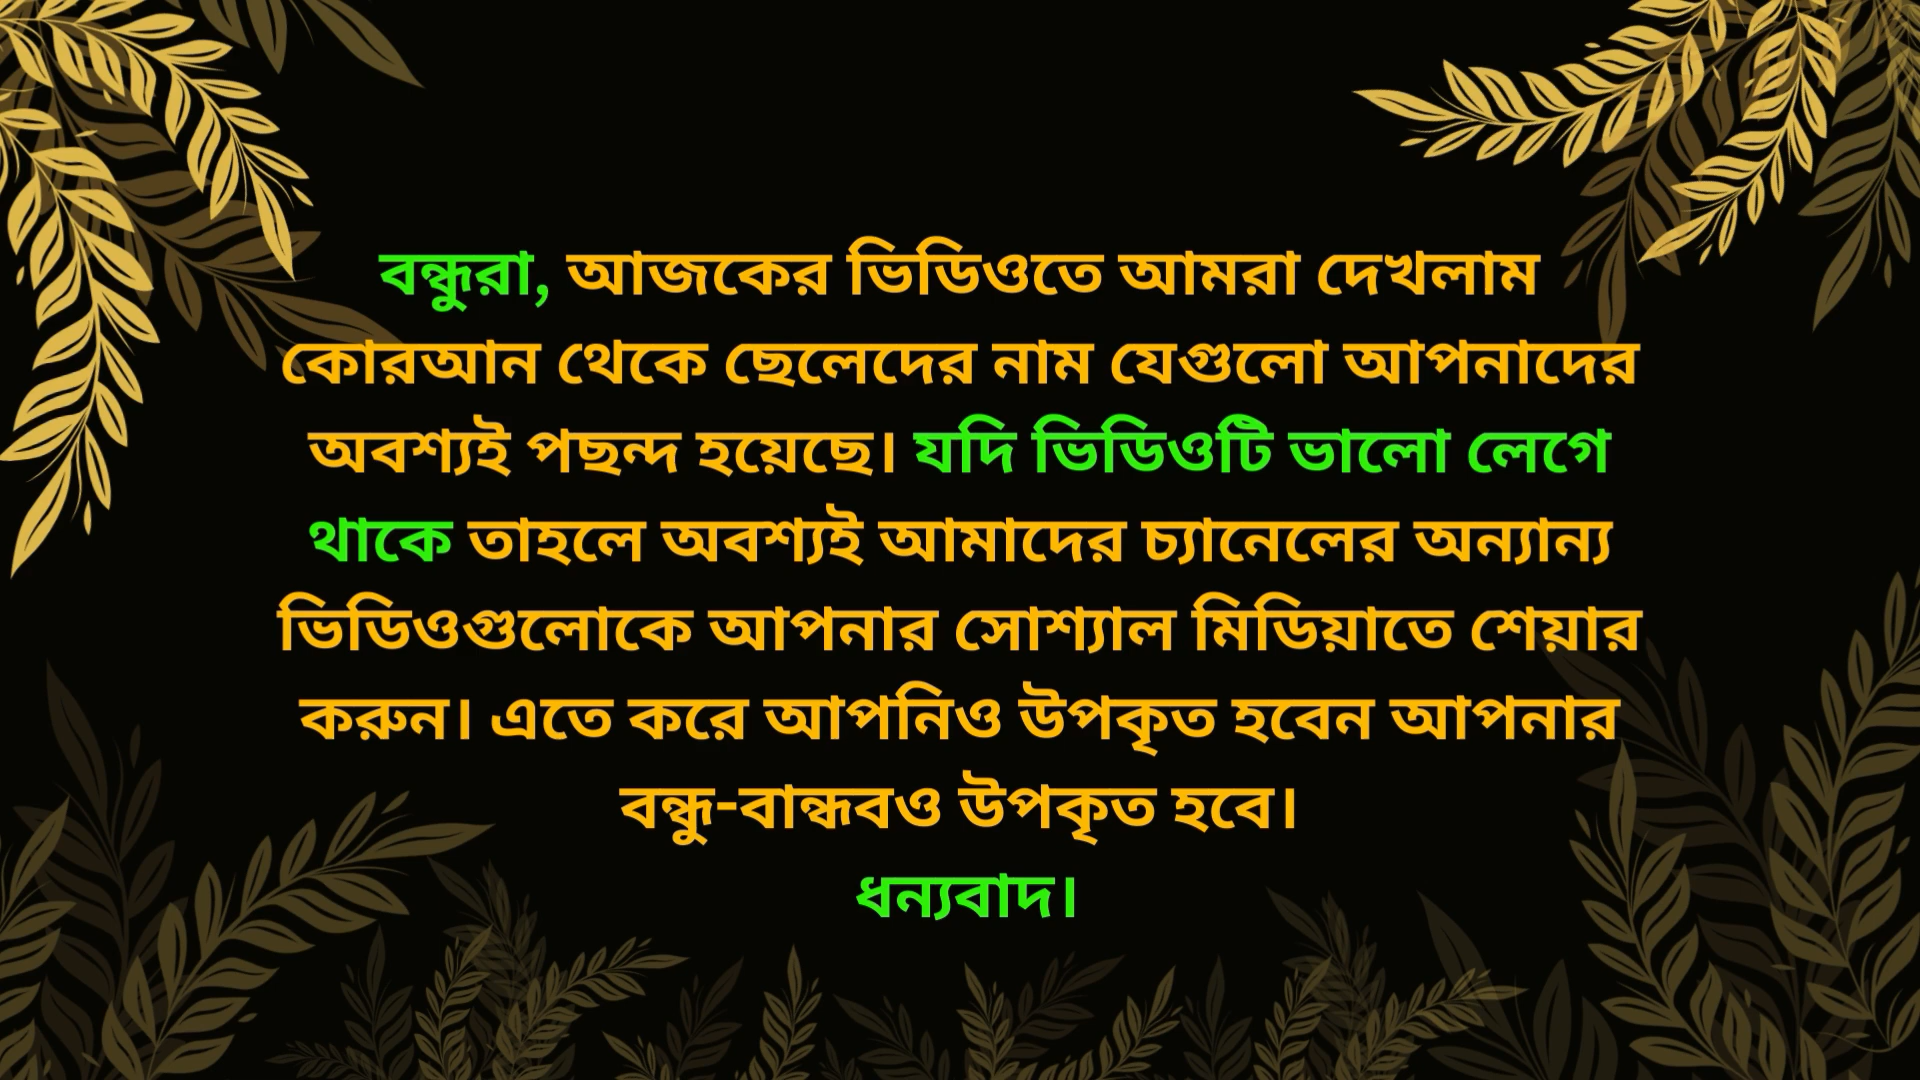 বন্ধুরা, আজকের ভিডিওতে আমরা দেখলাম
কোরআন থেকে ছেলেদের নাম যেগুলো আপনাদের
অবশ্যই পছন্দ হয়েছে। যদি ভিডিওটি ভালো লেগে
থাকে তাহলে অবশ্যই আমাদের চ্যানেলের অন্যান্য
ভিডিওগুলোকে আপনার সোশ্যাল মিডিয়াতে শেয়ার
করুন। এতে করে আপনিও উপকৃত হবেন আপনার
বন্ধু-বান্ধবও উপকৃত হবে।
ধন্যবাদ।